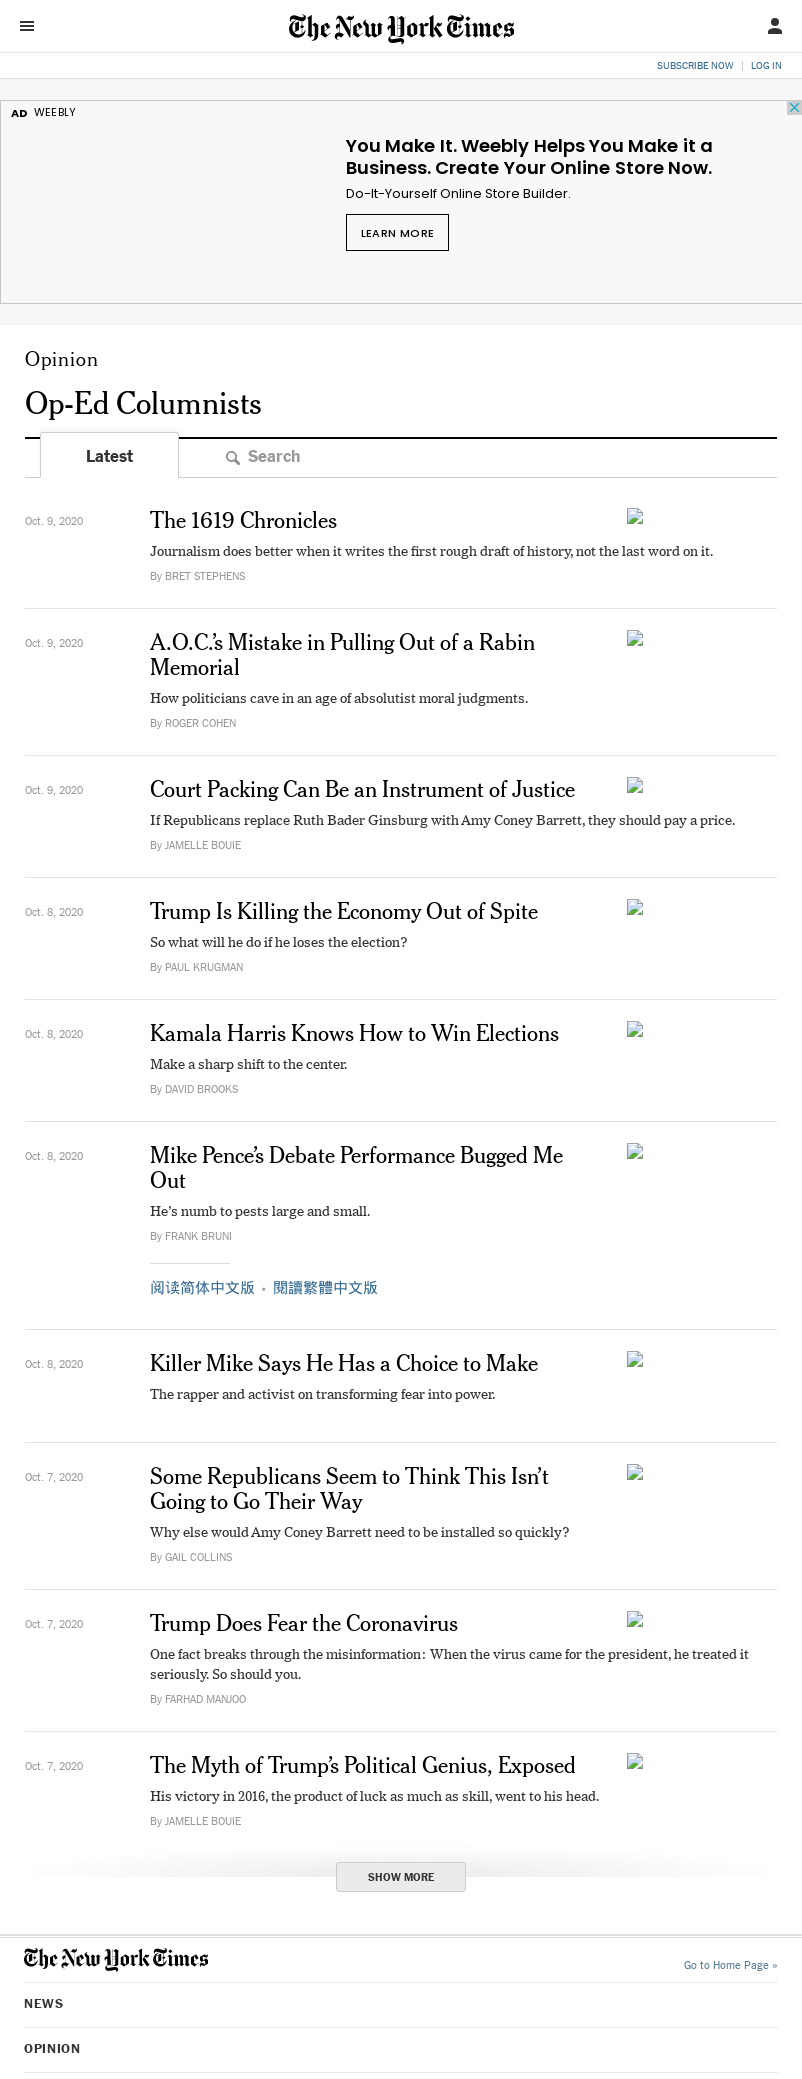 The New York Times
SUBSCRIBE NOW | LOG IN
AD WEEBLY
You Make It. Weebly Helps You Make it a
Business. Create Your Online Store Now.
Do-It-Yourself Online Store Builder.
LEARN MORE
Opinion
Op-Ed Columnists
Latest Search
Oct. 9, 2020 The 1619 Chronicles
Journalism does better when it writes the first rough draft of history, not the last word on it.
By BRET STEPHENS
Oct. 9, 2020 A.O.C.’s Mistake in Pulling Out of a Rabin
Memorial
How politicians cave in an age of absolutist moral judgments.
By ROGER COHEN
Oct. 9, 2020 Court Packing Can Be an Instrument of Justice
If Republicans replace Ruth Bader Ginsburg with Amy Coney Barrett, they should pay a price.
By JAMELLE BOUIE
Oct. 8, 2020 Trump Is Killing the Economy Out of Spite
So what will he do if he loses the election?
By PAUL KRUGMAN
Oct. 8, 2020 Kamala Harris Knows How to Win Elections
Make a sharp shift to the center.
By DAVID BROOKS
Oct. 8, 2020 Mike Pence’s Debate Performance Bugged Me
Out
He’s numb to pests large and small.
By FRANK BRUNI
阅读简体中文版 • 閱讀繁體中文版
Oct. 8, 2020 Killer Mike Says He Has a Choice to Make
The rapper and activist on transforming fear into power.
Oct. 7, 2020 Some Republicans Seem to Think This Isn’t
Going to Go Their Way
Why else would Amy Coney Barrett need to be installed so quickly?
By GAIL COLLINS
Oct. 7, 2020 Trump Does Fear the Coronavirus
One fact breaks through the misinformation: When the virus came for the president, he treated it
seriously. So should you.
By FARHAD MANJOO
Oct. 7, 2020 The Myth of Trump’s Political Genius, Exposed
His victory in 2016, the product of luck as much as skill, went to his head.
By JAMELLE BOUIE
SHOW MORE
The New York Times
Go to Home Page »
NEWS
OPINION